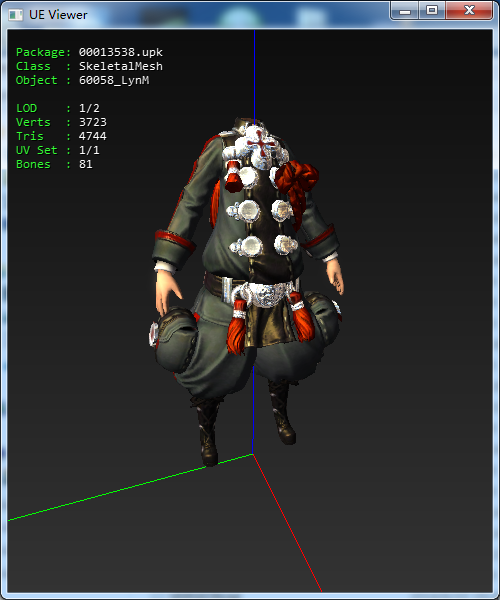 UE Viewer
Package: 00013538.upk
Class : SkeletalMesh
Object : 60058_LynM
LOD : 1/2
Verts : 3723
Tris : 4744
UV Set : 1/1
Bones : 81